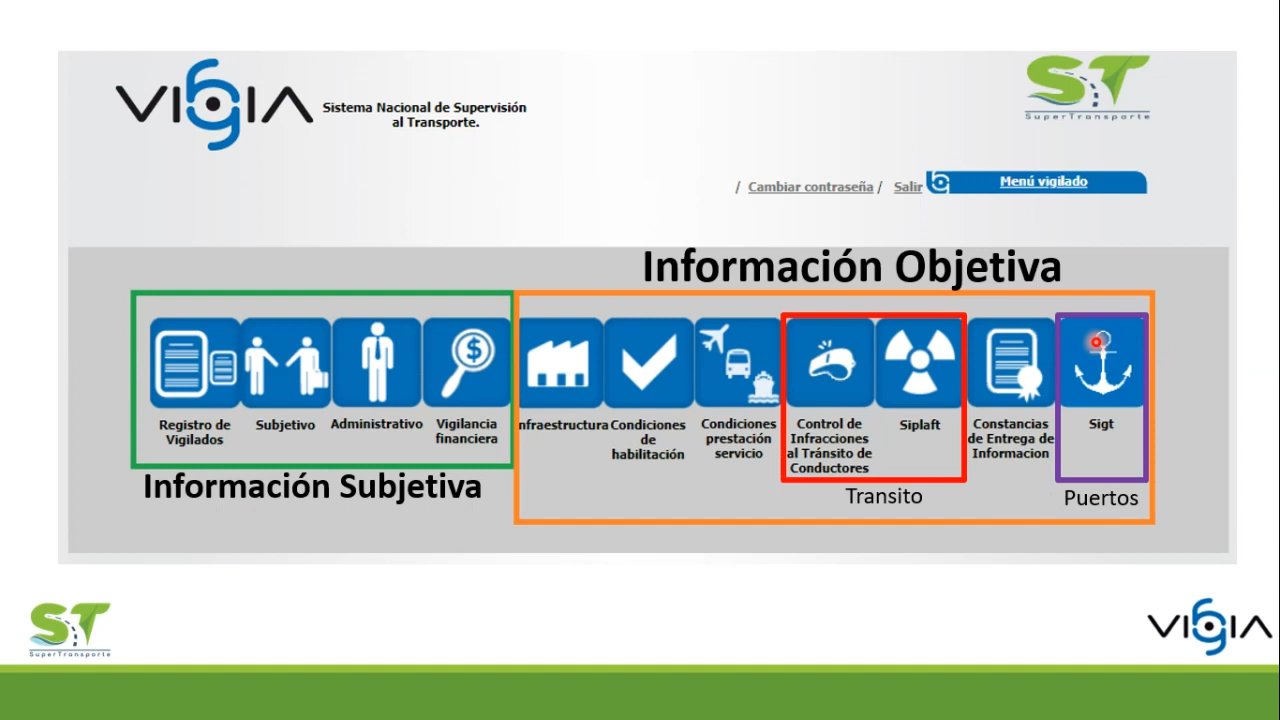 VIGIA
Sistema Nacional de Supervisión
al Transporte.
ST
SuperTransporte
/ Cambiar contraseña / Salir
Menú vigilado
Información Objetiva
Registro de
Vigilados
Subjetivo
Administrativo
Vigilancia
financiera
nfraestructura
Condiciones
de
habilitación
Condiciones
prestación
servicio
Control de
Infracciones
al Tránsito de
Conductores
Siplaft
Constancias
de Entrega de
Informacion
Sigt
Información Subjetiva
Transito
Puertos
ST
SuperTransporte
VIGIA